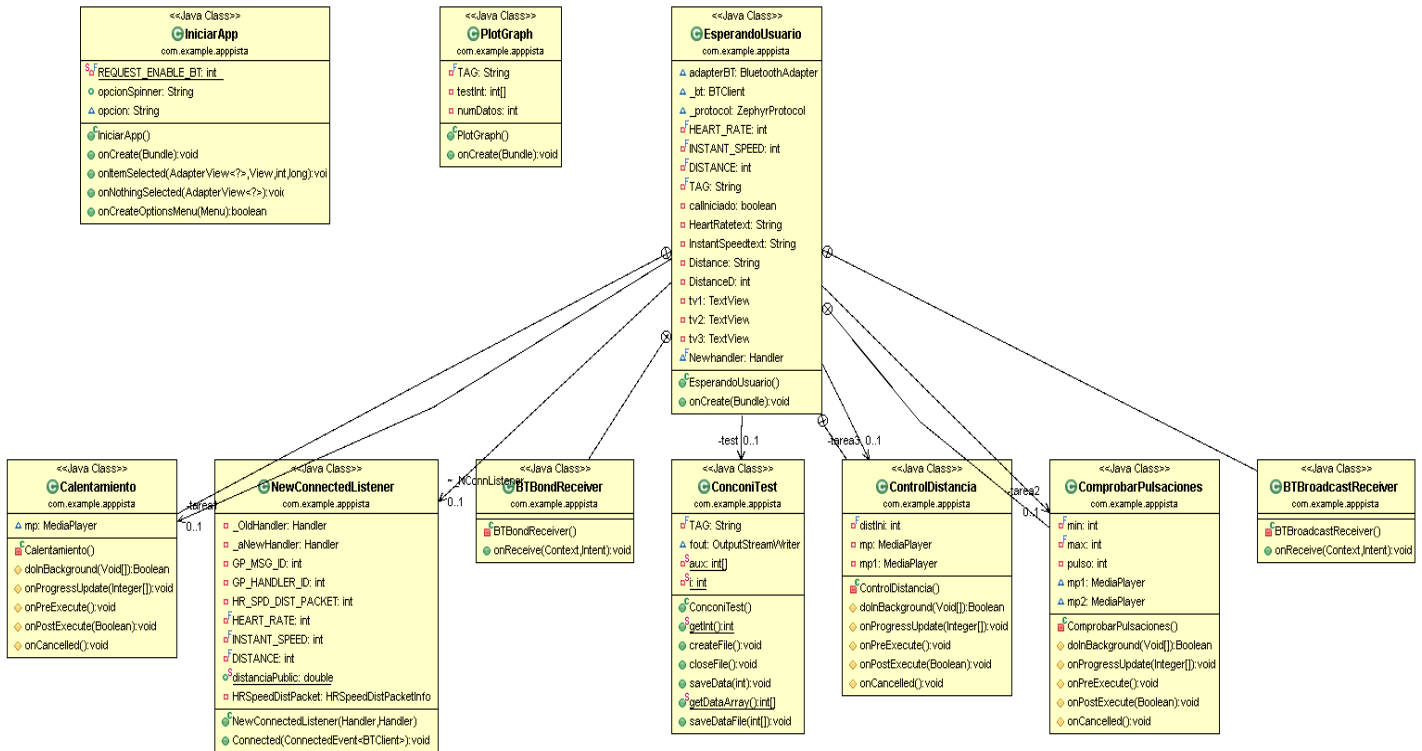 <<Java Class>>
IniciarApp
com.example.apppista
REQUEST_ENABLE_BT: int
opcionSpinner: String
opcion: String
IniciarApp()
onCreate(Bundle):void
onItemSelected(AdapterView<?>,View,int,long):voi
onNothingSelected(AdapterView<?>):voic
onCreateOptionsMenu(Menu):boolean
<<Java Class>>
PlotGraph
com.example.apppista
TAG: String
testInt: int[]
numDatos: int
PlotGraph()
onCreate(Bundle):void
<<Java Class>>
EsperandoUsuario
com.example.apppista
adapterBT: BluetoothAdapter
_bt: BTClient
_protocol: ZephyrProtocol
HEART_RATE: int
INSTANT_SPEED: int
DISTANCE: int
TAG: String
calIniciado: boolean
HeartRatetext: String
InstantSpeedtext: String
Distance: String
DistanceD: int
tv1: TextView
tv2: TextView
tv3: TextView
Newhandler: Handler
EsperandoUsuario()
onCreate(Bundle):void
-tarea1
0..1
~_NConnListener
0..1
-test 0..1
-tarea3 0..1
-tarea2
0..1
<<Java Class>>
Calentamiento
com.example.apppista
mp: MediaPlayer
Calentamiento()
doInBackground(Void[]):Boolean
onProgressUpdate(Integer[]):void
onPreExecute():void
onPostExecute(Boolean):void
onCancelled():void
<<Java Class>>
NewConnectedListener
com.example.apppista
_OldHandler: Handler
_aNewHandler: Handler
GP_MSG_ID: int
GP_HANDLER_ID: int
HR_SPD_DIST_PACKET: int
HEART_RATE: int
INSTANT_SPEED: int
DISTANCE: int
distanciaPublic: double
HRSpeedDistPacket: HRSpeedDistPacketInfo
NewConnectedListener(Handler,Handler)
Connected(ConnectedEvent<BTClient>):void
<<Java Class>>
BTBondReceiver
com.example.apppista
BTBondReceiver()
onReceive(Context,Intent):void
<<Java Class>>
ConconiTest
com.example.apppista
TAG: String
fout: OutputStreamWriter
aux: int[]
i: int
ConconiTest()
getInt():int
createFile():void
closeFile():void
saveData(int):void
getDataArray():int[]
saveDataFile(int[]):void
<<Java Class>>
ControlDistancia
com.example.apppista
distIni: int
mp: MediaPlayer
mp1: MediaPlayer
ControlDistancia()
doInBackground(Void[]):Boolean
onProgressUpdate(Integer[]):void
onPreExecute():void
onPostExecute(Boolean):void
onCancelled():void
<<Java Class>>
ComprobarPulsaciones
com.example.apppista
min: int
max: int
pulso: int
mp1: MediaPlayer
mp2: MediaPlayer
ComprobarPulsaciones()
doInBackground(Void[]):Boolean
onProgressUpdate(Integer[]):void
onPreExecute():void
onPostExecute(Boolean):void
onCancelled():void
<<Java Class>>
BTBroadcastReceiver
com.example.apppista
BTBroadcastReceiver()
onReceive(Context,Intent):void